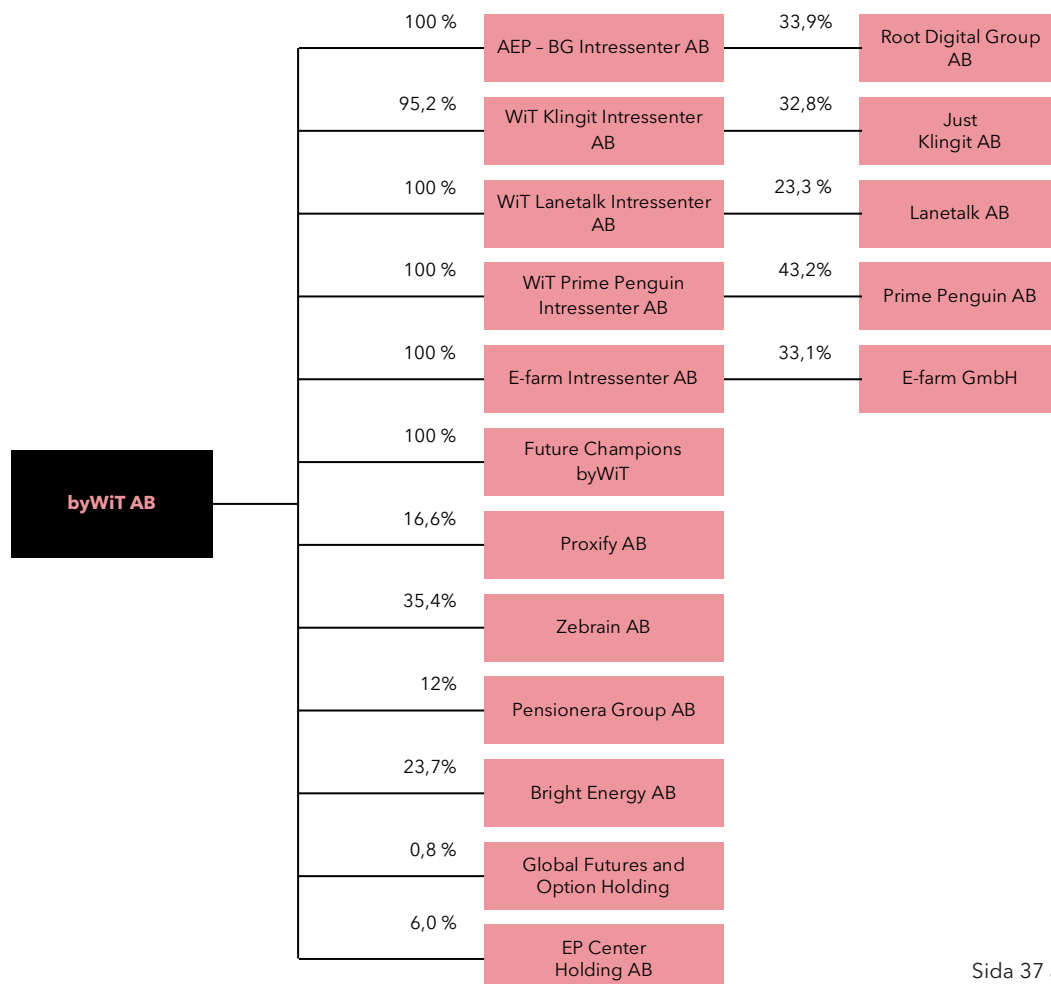 100 %
AEP – BG Intressenter AB
33,9%
Root Digital Group
AB
95,2 %
WiT Klingit Intressenter
AB
32,8%
Just
Klingit AB
100 %
WiT Lanetalk Intressenter
AB
23,3 %
Lanetalk AB
100 %
WiT Prime Penguin
Intressenter AB
43,2%
Prime Penguin AB
100 %
E-farm Intressenter AB
33,1%
E-farm GmbH
100 %
Future Champions
byWiT
byWiT AB
16,6%
Proxify AB
35,4%
Zebrain AB
12%
Pensionera Group AB
23,7%
Bright Energy AB
0,8 %
Global Futures and
Option Holding
6,0 %
EP Center
Holding AB
Sida 37